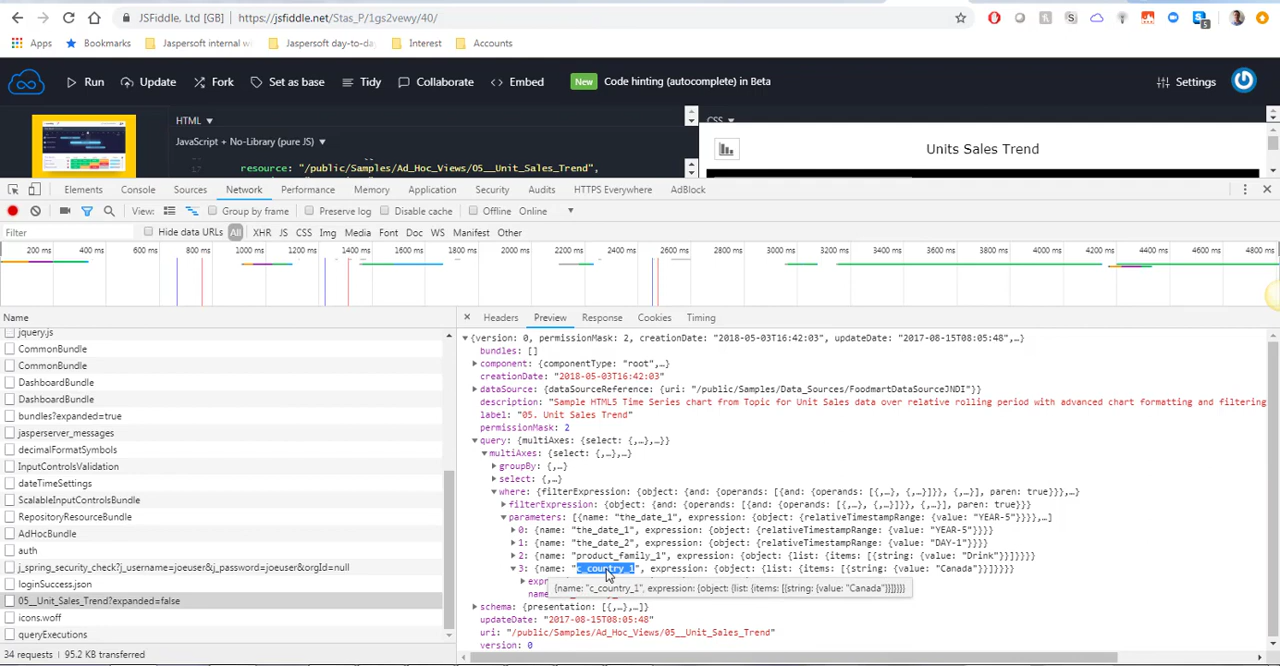 JSFiddle, Ltd [GB] | https://jsfiddle.net/Stas_P/1gs2vewy/40/
Apps Bookmarks Jaspersoft internal w Jaspersoft day-to-da Interest Accounts
Run Update Fork Set as base Tidy Collaborate <> Embed New Code hinting (autocomplete) in Beta Settings
HTML ▼ CSS ▼
JavaScript + No-Library (pure JS) ▼
resource: "/public/Samples/Ad_Hoc_Views/05__Unit_Sales_Trend",
Units Sales Trend
Elements Console Sources Network Performance Memory Application Security Audits HTTPS Everywhere AdBlock
View: Group by frame Preserve log Disable cache Offline Online ▼
Filter Hide data URLs All XHR JS CSS Img Media Font Doc WS Manifest Other
200 ms 400 ms 600 ms 800 ms 1000 ms 1200 ms 1400 ms 1600 ms 1800 ms 2000 ms 2200 ms 2400 ms 2600 ms 2800 ms 3000 ms 3200 ms 3400 ms 3600 ms 3800 ms 4000 ms 4200 ms 4400 ms 4600 ms 4800 ms
Name
jquery.js
CommonBundle
CommonBundle
DashboardBundle
DashboardBundle
bundles?expanded=true
jasperserver_messages
decimalFormatSymbols
InputControlsValidation
dateTimeSettings
ScalableInputControlsBundle
RepositoryResourceBundle
AdHocBundle
auth
j_spring_security_check?j_username=joeuser&j_password=joeuser&orgId=null
loginSuccess.json
05__Unit_Sales_Trend?expanded=false
icons.woff
queryExecutions
34 requests | 95.2 KB transferred
× Headers Preview Response Cookies Timing
▼{version: 0, permissionMask: 2, creationDate: "2018-05-03T16:42:03", updateDate: "2017-08-15T08:05:48",…}
bundles: []
▶component: {componentType: "root",…}
creationDate: "2018-05-03T16:42:03"
▶dataSource: {dataSourceReference: {uri: "/public/Samples/Data_Sources/FoodmartDataSourceJNDI"}}
description: "Sample HTML5 Time Series chart from Topic for Unit Sales data over relative rolling period with advanced chart formatting and filtering
label: "05. Unit Sales Trend"
permissionMask: 2
▼query: {multiAxes: {select: {,…},…}}
▼multiAxes: {select: {,…},…}
▶groupBy: {,…}
▶select: {,…}
▼where: {filterExpression: {object: {and: {operands: [{and: {operands: [{,…}, {,…}]}}, {,…}], paren: true}}},…}
▶filterExpression: {object: {and: {operands: [{and: {operands: [{,…}, {,…}]}}, {,…}], paren: true}}}
▼parameters: [{name: "the_date_1", expression: {object: {relativeTimestampRange: {value: "YEAR-5"}}}},…]
▶0: {name: "the_date_1", expression: {object: {relativeTimestampRange: {value: "YEAR-5"}}}}
▶1: {name: "the_date_2", expression: {object: {relativeTimestampRange: {value: "DAY-1"}}}}
▶2: {name: "product_family_1", expression: {object: {list: {items: [{string: {value: "Drink"}}]}}}}
▼3: {name: "c_country_1", expression: {object: {list: {items: [{string: {value: "Canada"}}]}}}}
▶exp
{name: "c_country_1", expression: {object: {list: {items: [{string: {value: "Canada"}}]}}}}
nam
▶schema: {presentation: [{,…}],…}
updateDate: "2017-08-15T08:05:48"
uri: "/public/Samples/Ad_Hoc_Views/05__Unit_Sales_Trend"
version: 0